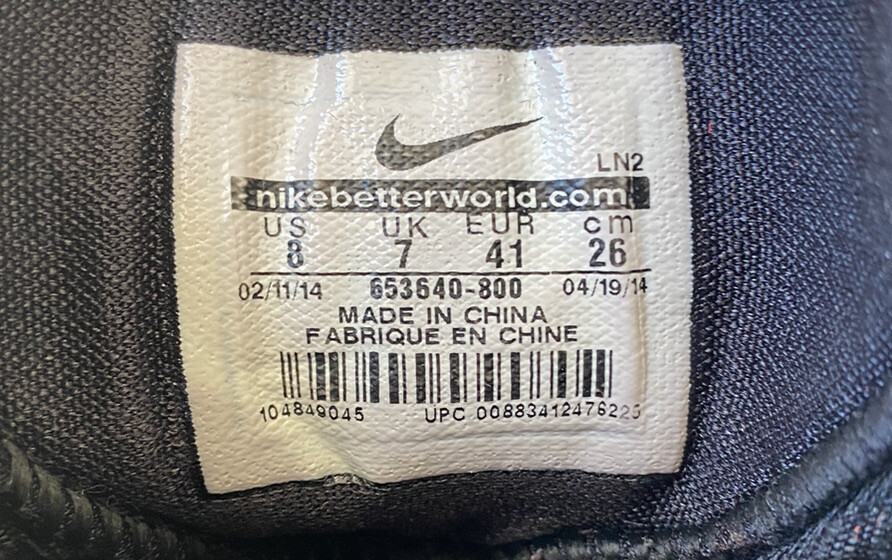 LN2
nikebetterworld.com
US UK EUR cm
8 7 41 26
02/11/14 653640-800 04/19/14
MADE IN CHINA
FABRIQUE EN CHINE
104849045 UPC